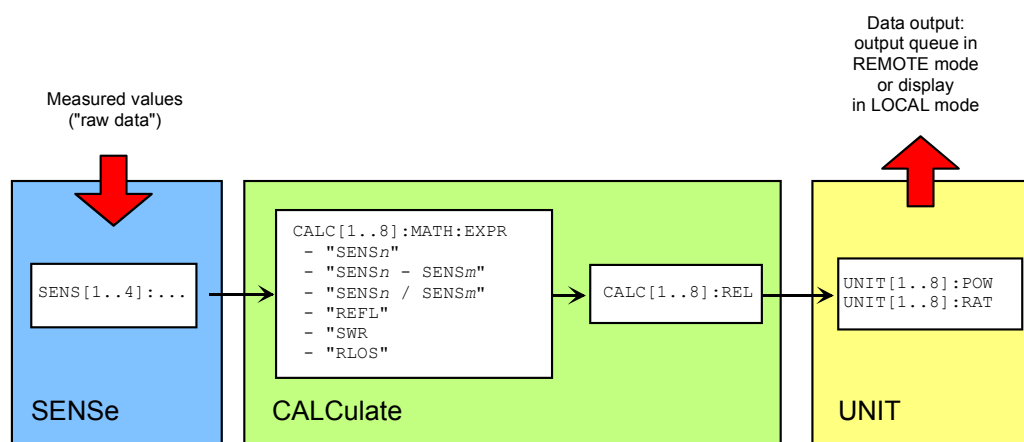 Measured values
("raw data")
Data output:
output queue in
REMOTE mode
or display
in LOCAL mode
SENS[1..4]:...
SENSe
CALC[1..8]:MATH:EXPR
- "SENSn"
- "SENSn - SENSm"
- "SENSn / SENSm"
- "REFL"
- "SWR
- "RLOS"
CALC[1..8]:REL
CALCulate
UNIT[1..8]:POW
UNIT[1..8]:RAT
UNIT